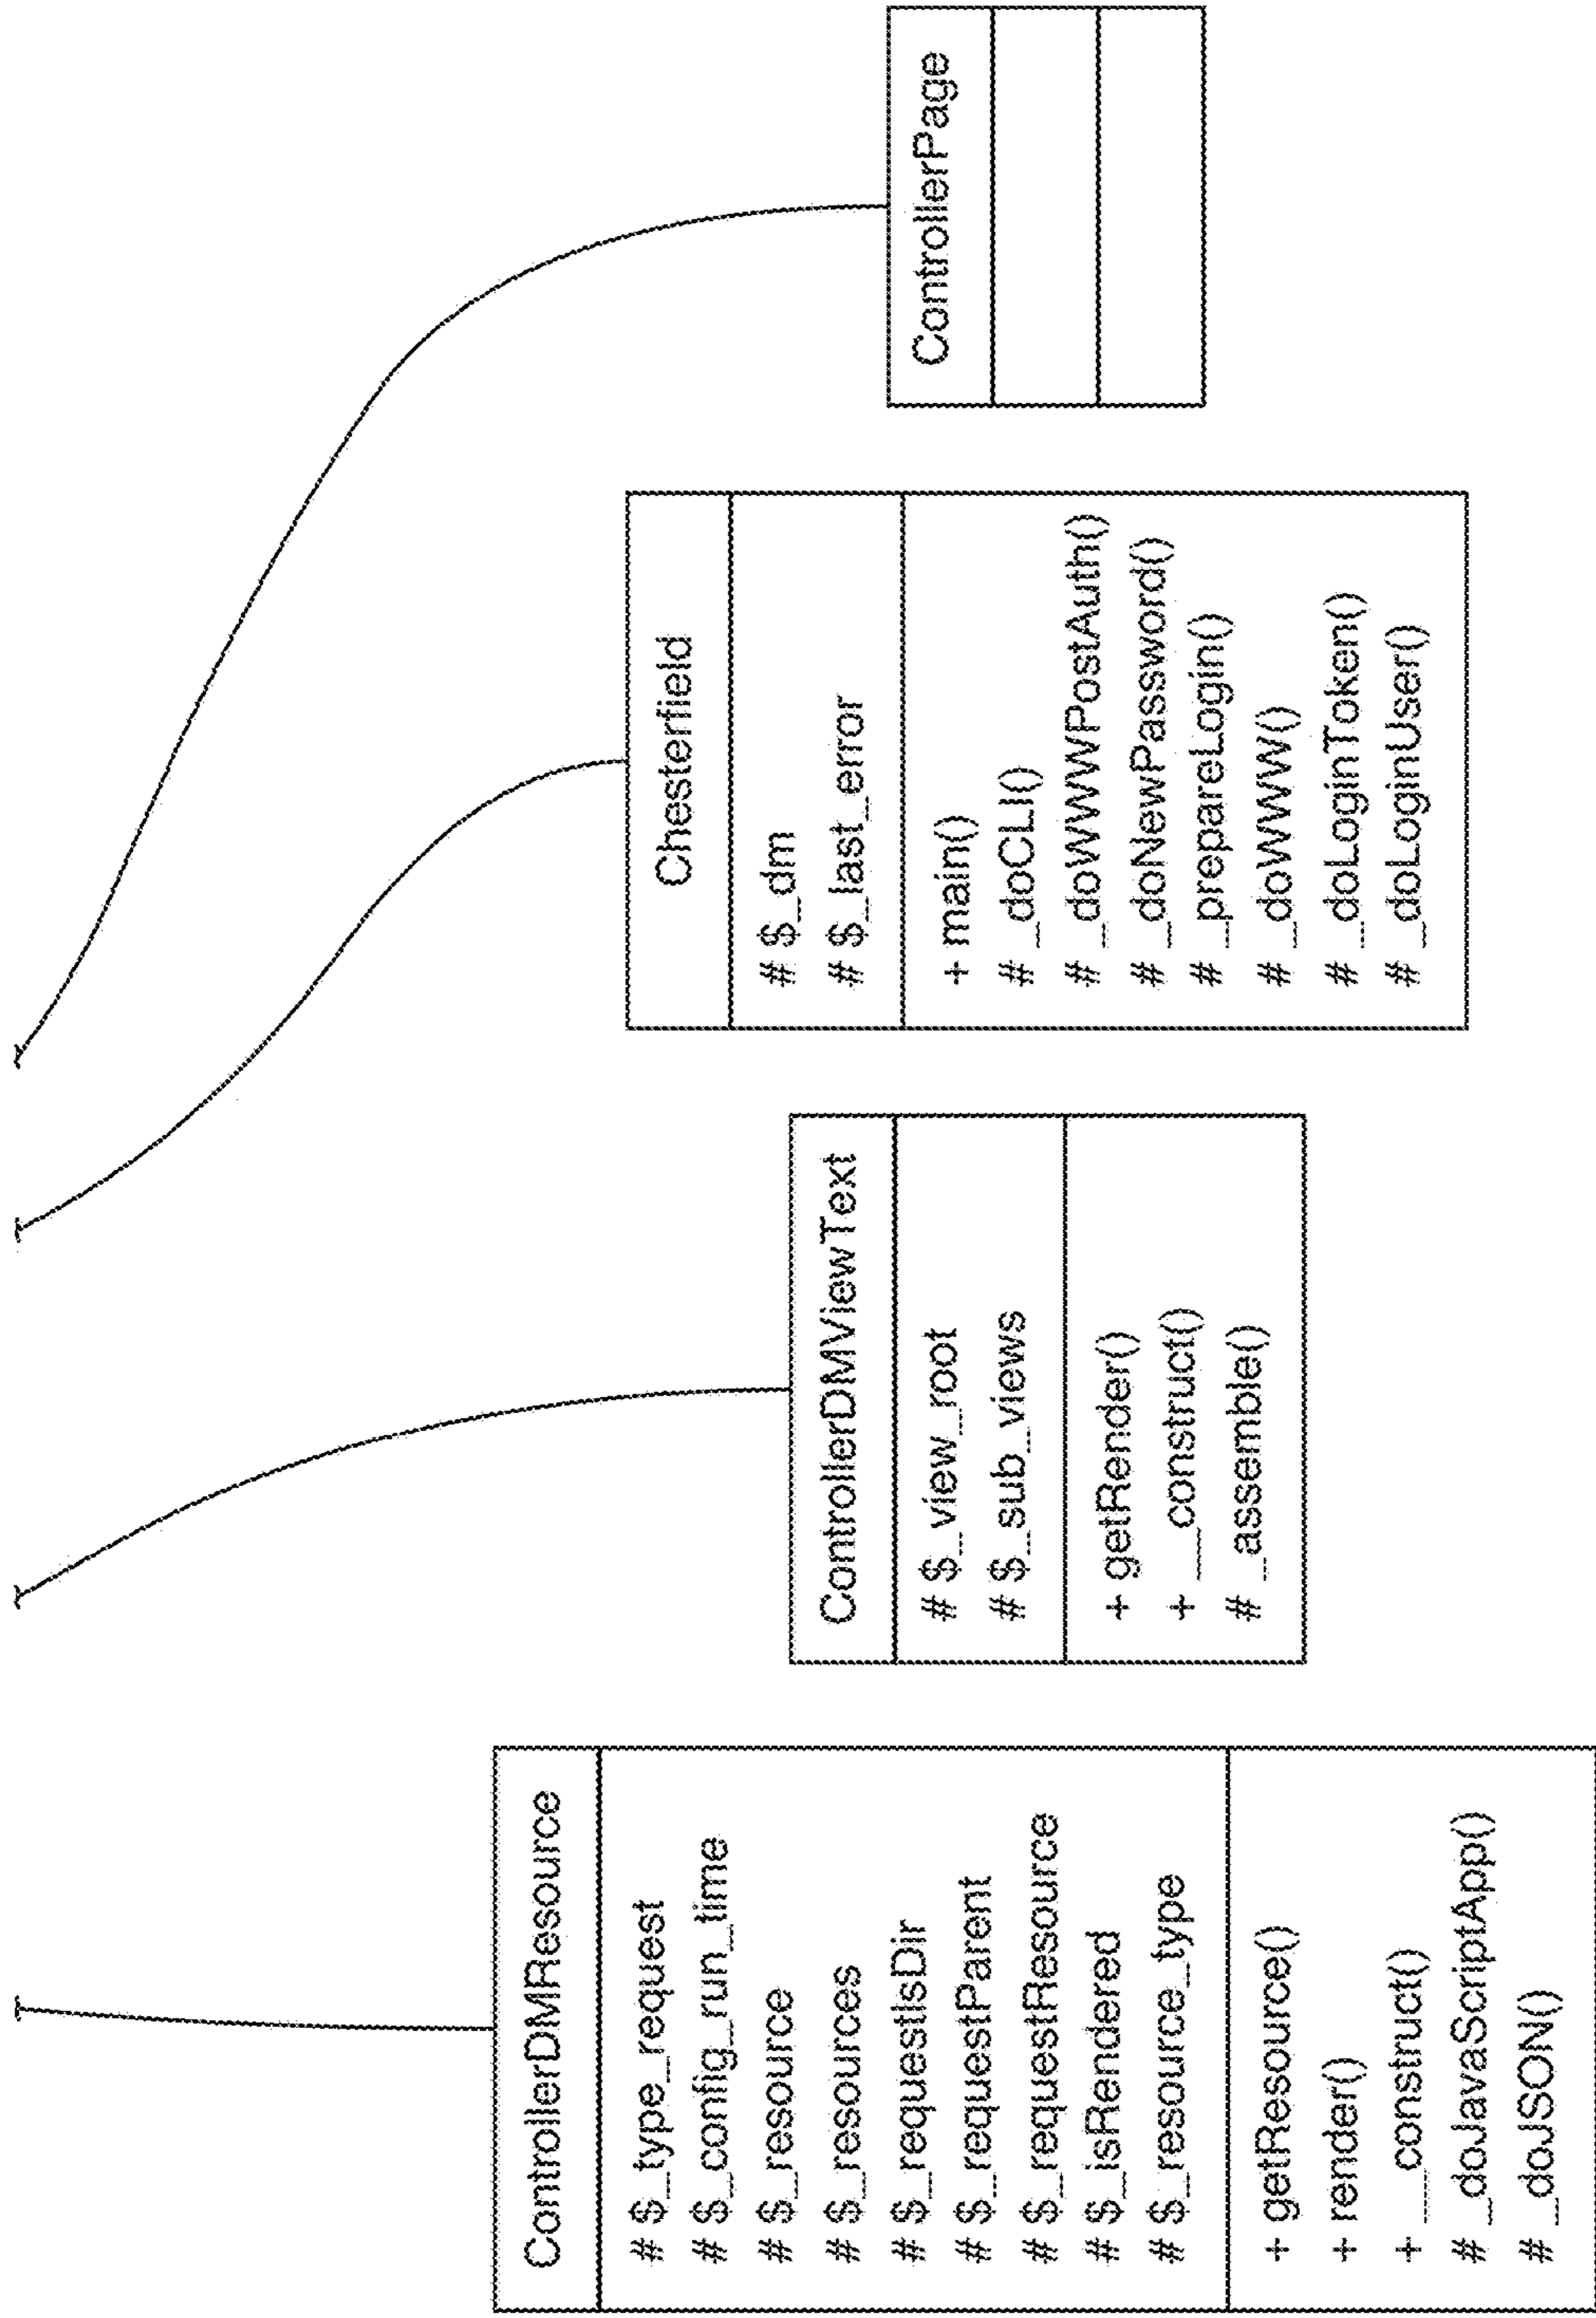 ControllerDMResource
# $_type_request
# $_config_run_time
# $_resource
# $_resources
# $_requestIsDir
# $_requestParent
# $_requestResource
# $_isRendered
# $_resource_type
+ getResource()
+ render()
+ __construct()
# _doJavaScriptApp()
# _doJSON()
ControllerDMViewText
# $_view_root
# $_sub_views
+ getRender()
+ __construct()
# _assemble()
Chesterfield
# $_dm
# $_last_error
+ main()
# _doCLI()
# _doWWWPostAuth()
# _doNewPassword()
# _prepareLogin()
# _doWWW()
# _doLoginToken()
# _doLoginUser()
ControllerPage